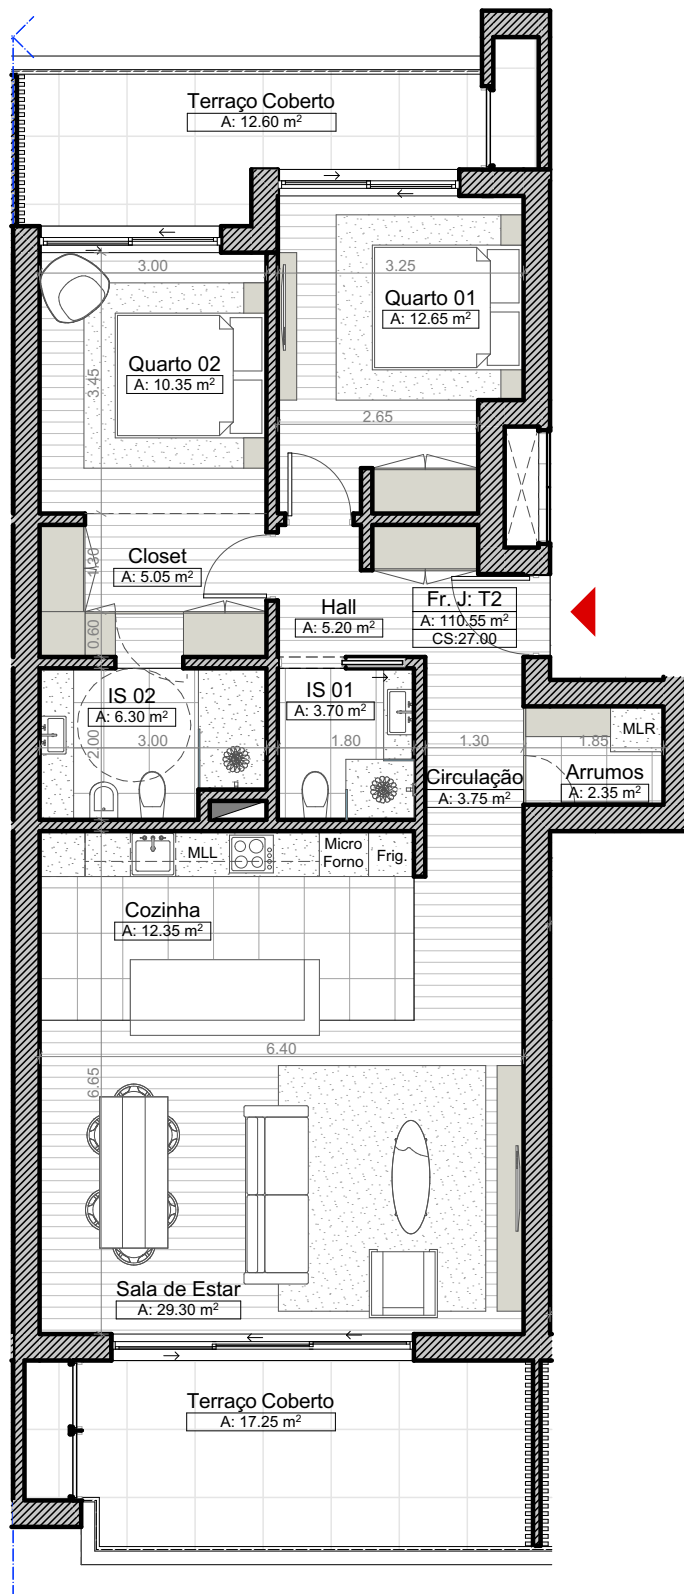 Terraço Coberto
A: 12.60 m²
3.00
3.25
Quarto 01
A: 12.65 m²
Quarto 02
A: 10.35 m²
3.45
2.65
Closet
A: 5.05 m²
1.30
Hall
A: 5.20 m²
Fr. J: T2
A: 110.55 m²
CS:27.00
0.60
IS 02
A: 6.30 m²
IS 01
A: 3.70 m²
2.00
3.00
1.80
1.30
1.85
MLR
Circulação
A: 3.75 m²
Arrumos
A: 2.35 m²
MLL
Micro
Forno
Frig.
Cozinha
A: 12.35 m²
6.40
6.65
Sala de Estar
A: 29.30 m²
Terraço Coberto
A: 17.25 m²